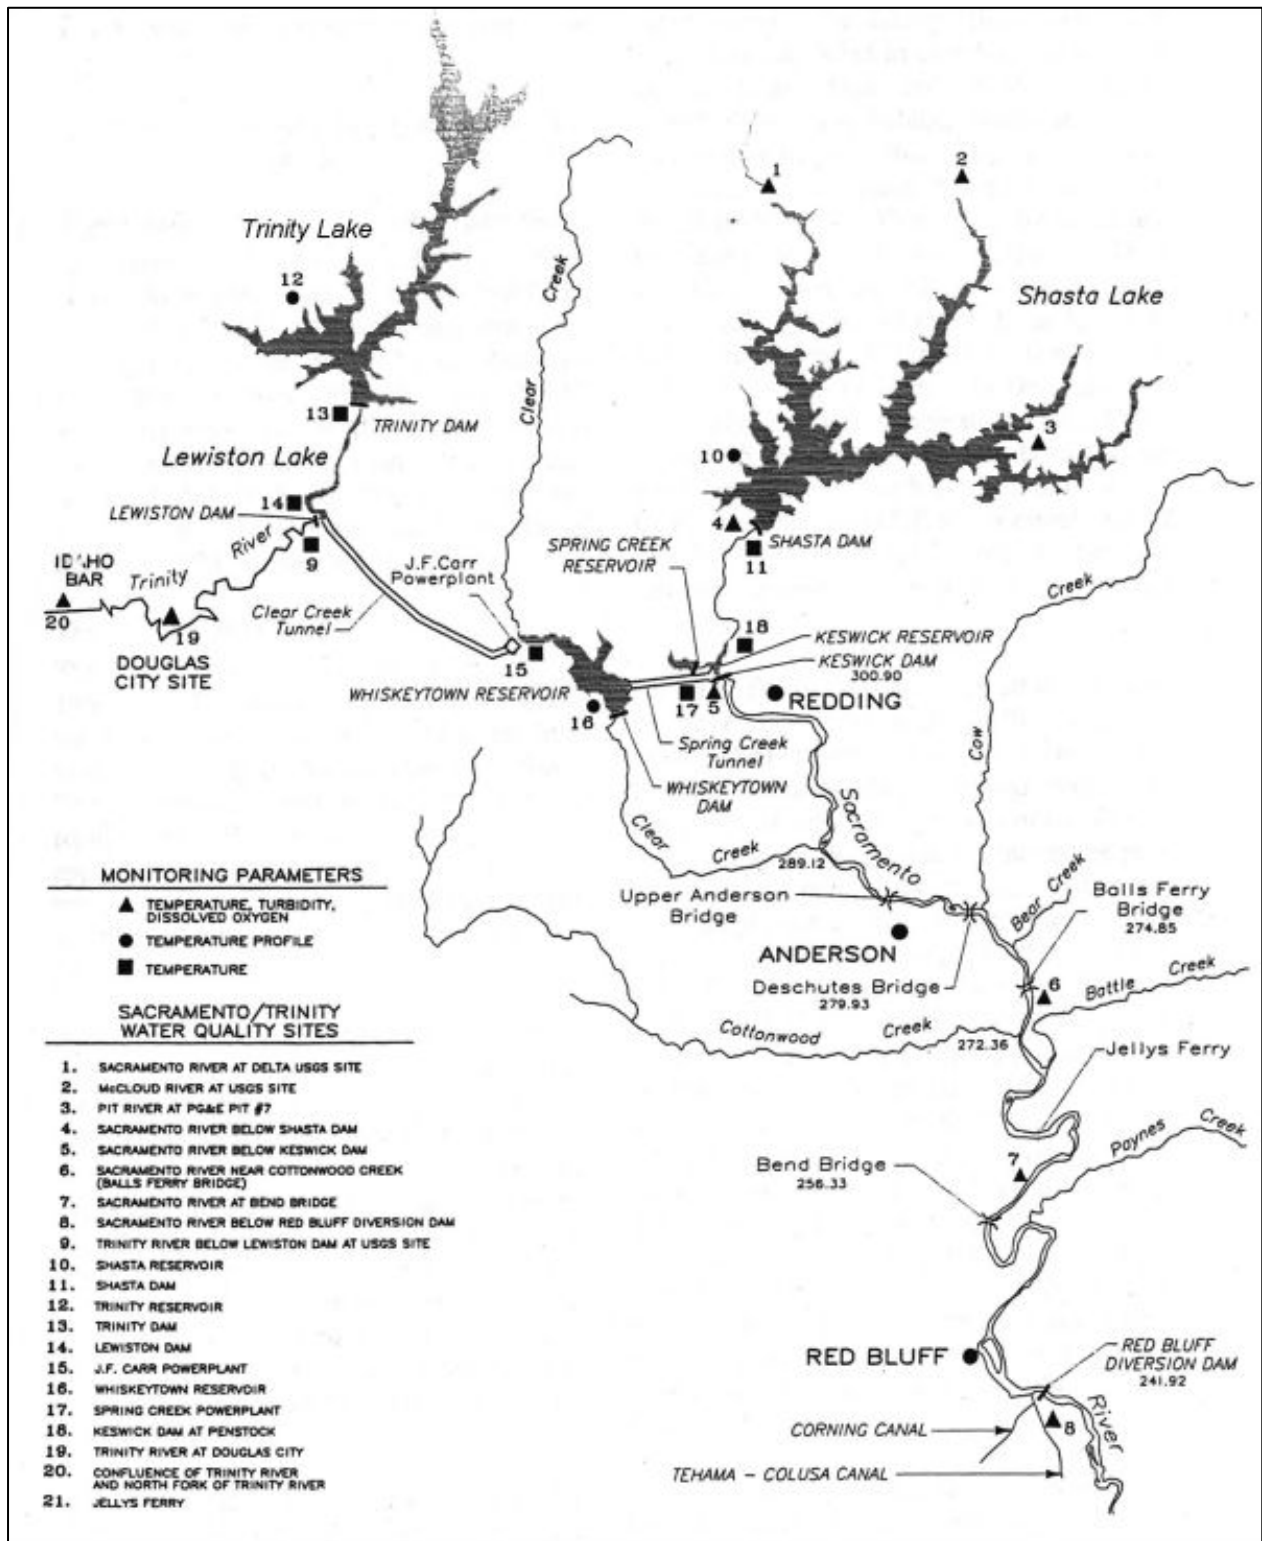 1
2
Trinity Lake
12
Creek
Shasta Lake
Clear
3
13
TRINITY DAM
10
Lewiston Lake
14
LEWISTON DAM
4
SHASTA DAM
SPRING CREEK
RESERVOIR
11
River
9
J.F.Carr
Powerplant
Creek
IDAHO
BAR
Trinity
20
19
Clear Creek
Tunnel
18
KESWICK RESERVOIR
15
KESWICK DAM
300.90
DOUGLAS
CITY SITE
WHISKEYTOWN RESERVOIR
16
17
5
REDDING
Spring Creek
Tunnel
Cow
WHISKEYTOWN
DAM
Sacramento
Clear
Creek
289.12
MONITORING PARAMETERS
TEMPERATURE, TURBIDITY,
DISSOLVED OXYGEN
TEMPERATURE PROFILE
TEMPERATURE
Upper Anderson
Bridge
Bear Creek
Balls Ferry
Bridge
274.85
ANDERSON
Deschutes Bridge
279.93
6
Battle
Creek
Cottonwood
Creek
272.36
Jellys Ferry
SACRAMENTO/TRINITY
WATER QUALITY SITES
1. SACRAMENTO RIVER AT DELTA USGS SITE
2. McCLOUD RIVER AT USGS SITE
3. PIT RIVER AT PG&E PIT #7
4. SACRAMENTO RIVER BELOW SHASTA DAM
5. SACRAMENTO RIVER BELOW KESWICK DAM
6. SACRAMENTO RIVER NEAR COTTONWOOD CREEK
(BALLS FERRY BRIDGE)
7. SACRAMENTO RIVER AT BEND BRIDGE
8. SACRAMENTO RIVER BELOW RED BLUFF DIVERSION DAM
9. TRINITY RIVER BELOW LEWISTON DAM AT USGS SITE
10. SHASTA RESERVOIR
11. SHASTA DAM
12. TRINITY RESERVOIR
13. TRINITY DAM
14. LEWISTON DAM
15. J.F. CARR POWERPLANT
16. WHISKEYTOWN RESERVOIR
17. SPRING CREEK POWERPLANT
18. KESWICK DAM AT PENSTOCK
19. TRINITY RIVER AT DOUGLAS CITY
20. CONFLUENCE OF TRINITY RIVER
AND NORTH FORK OF TRINITY RIVER
21. JELLYS FERRY
Paynes
Creek
7
Bend Bridge
256.33
RED BLUFF
RED BLUFF
DIVERSION DAM
241.92
River
8
CORNING CANAL
TEHAMA - COLUSA CANAL